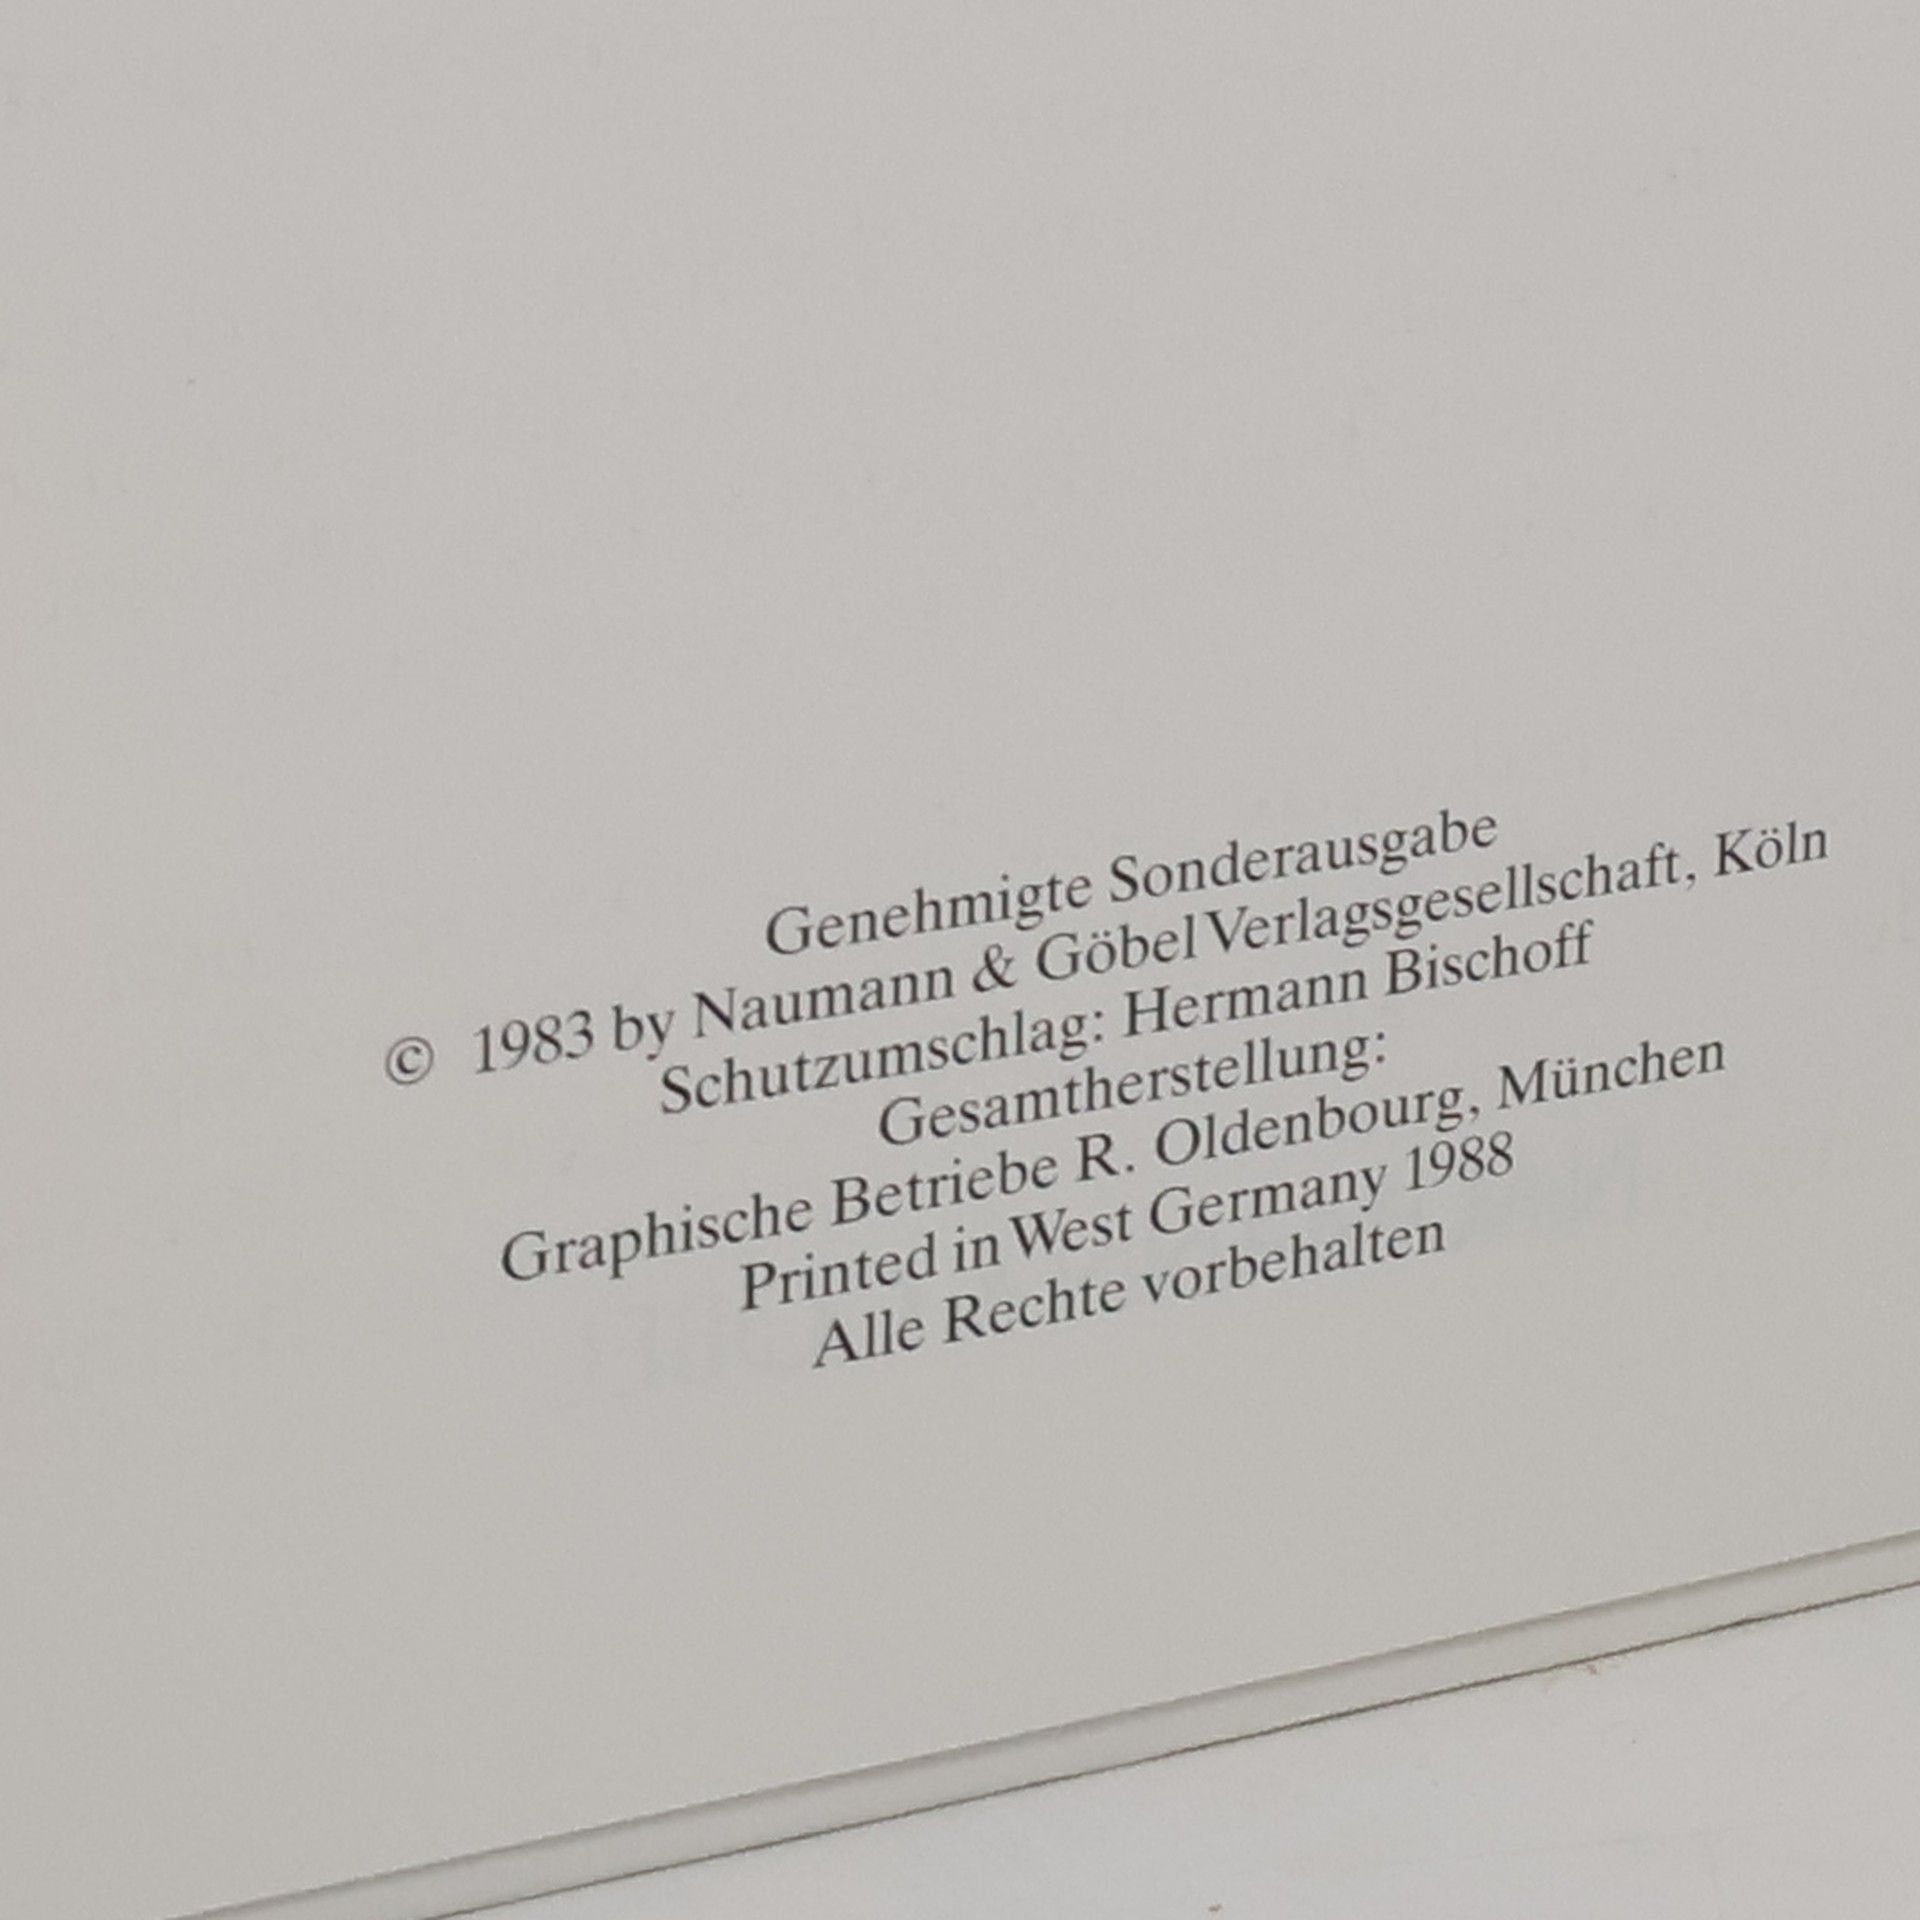 Genehmigte Sonderausgabe
© 1983 by Naumann & Göbel Verlagsgesellschaft, Köln
Schutzumschlag: Hermann Bischoff
Gesamtherstellung:
Graphische Betriebe R. Oldenbourg, München
Printed in West Germany 1988
Alle Rechte vorbehalten